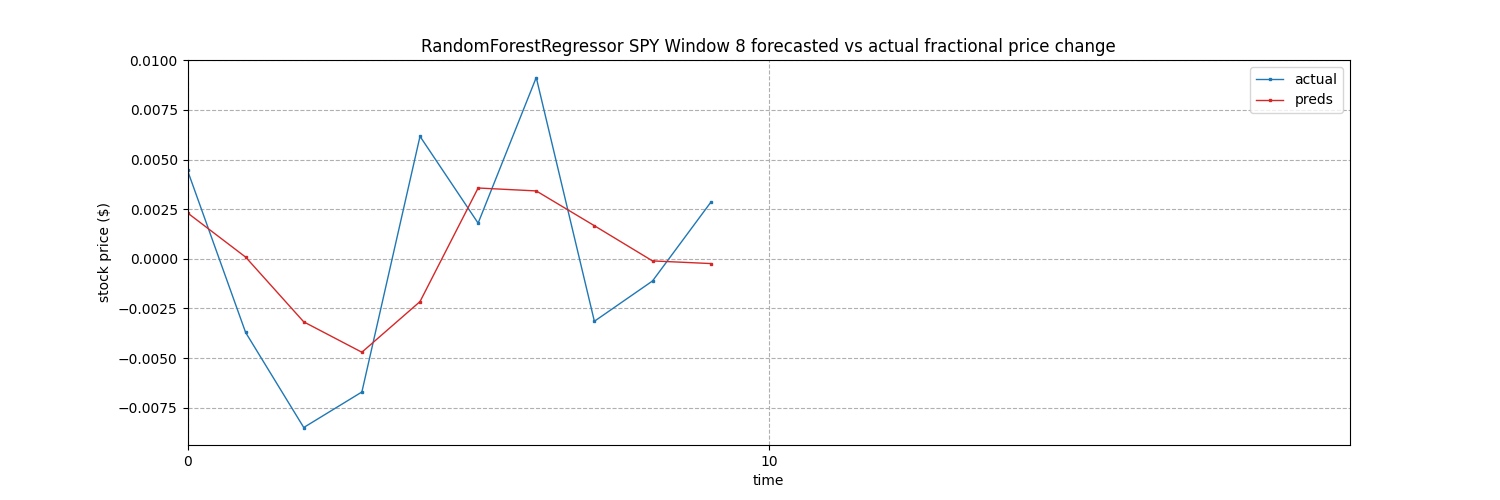 RandomForestRegressor SPY Window 8 forecasted vs actual fractional price change
0.0100
0.0075
0.0050
0.0025
0.0000
−0.0025
−0.0050
−0.0075
stock price ($)
actual
preds
0
10
time